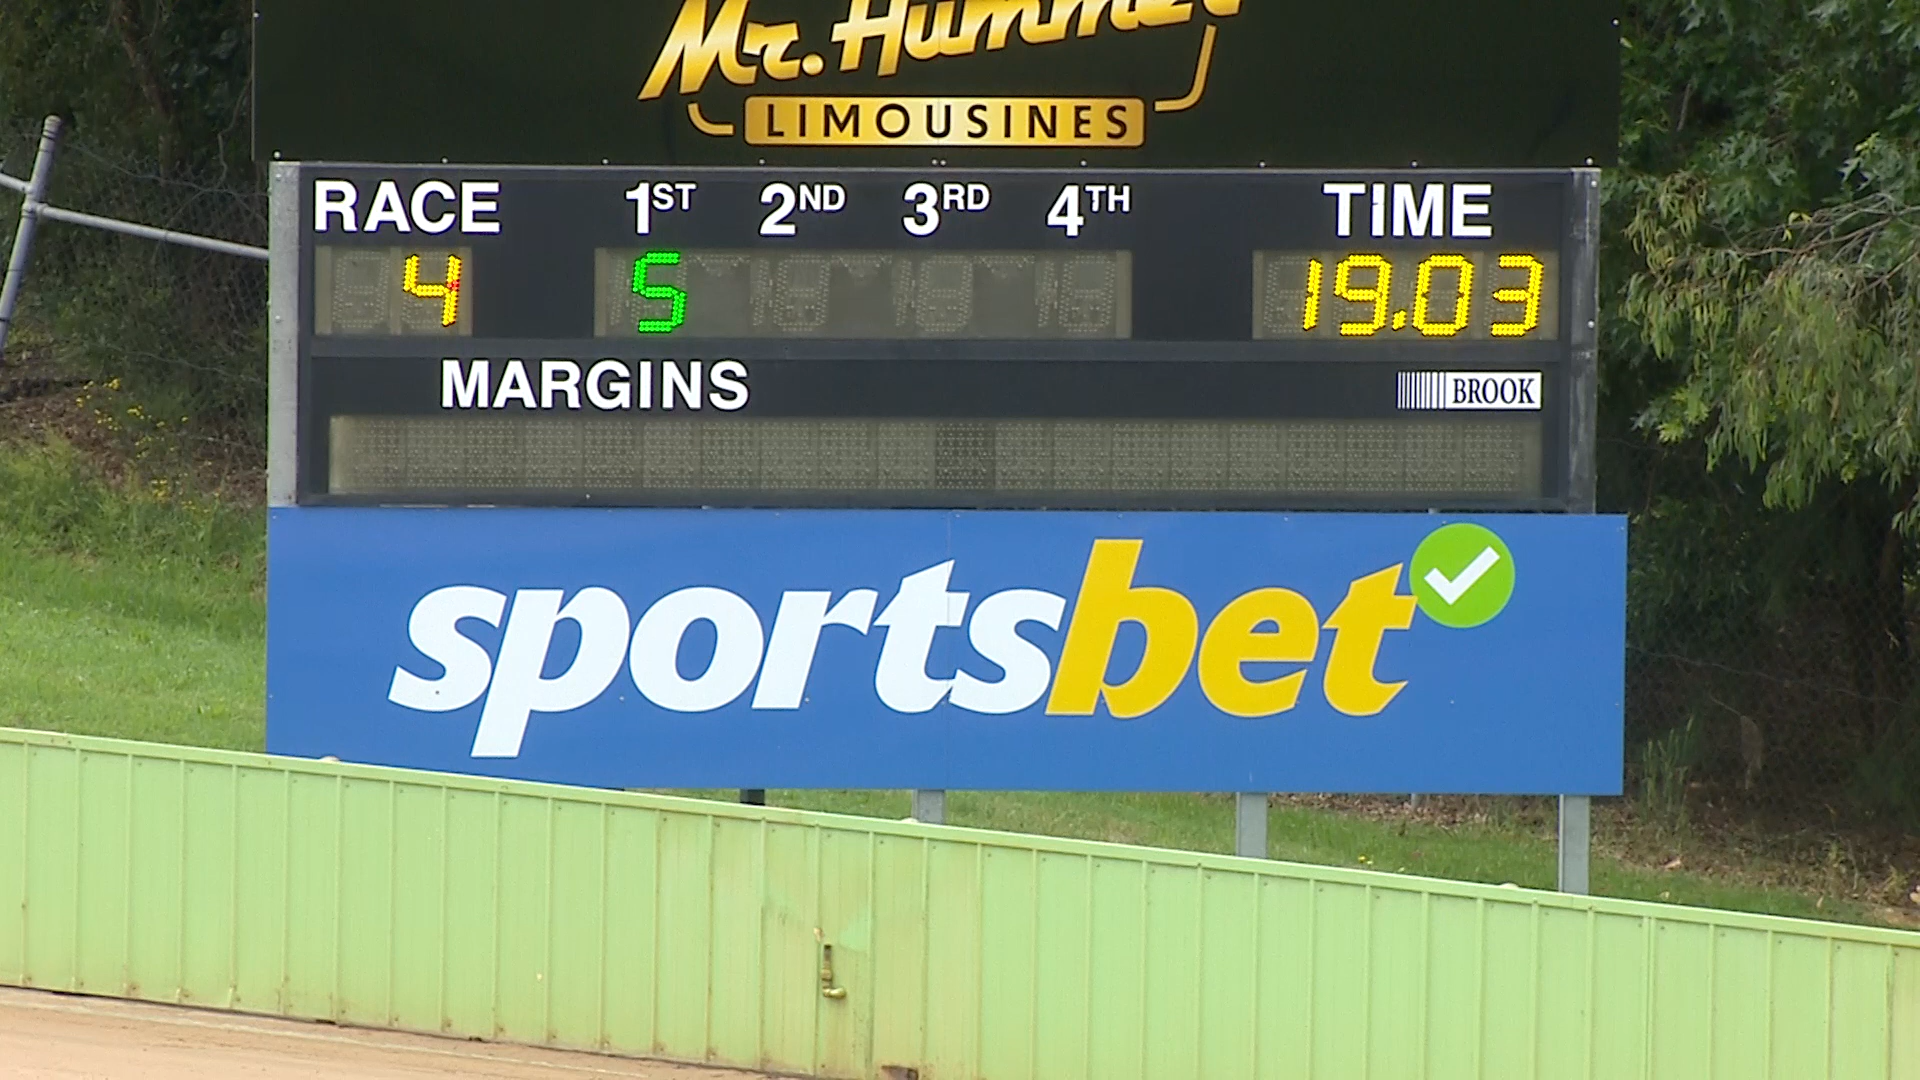 Mr. Hummer
LIMOUSINES
RACE 1ST 2ND 3RD 4TH TIME
4 5 19.03
MARGINS BROOK
sportsbet